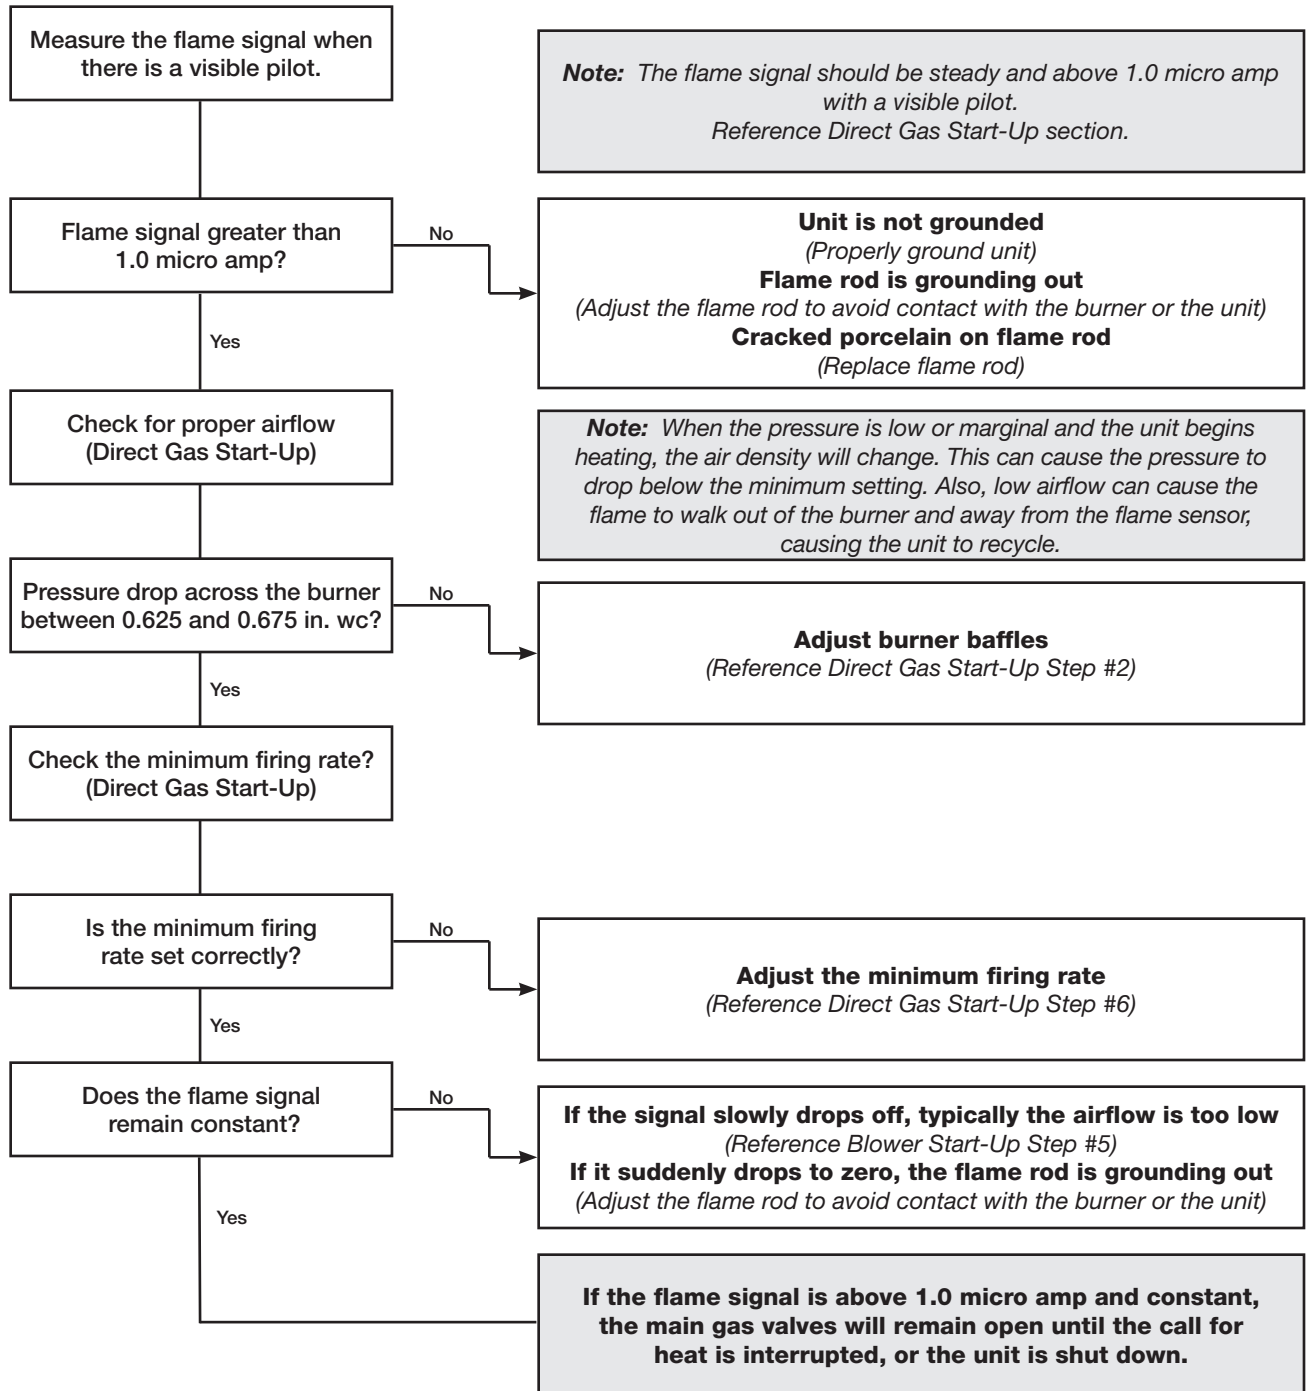 Measure the flame signal when
there is a visible pilot.
Note: The flame signal should be steady and above 1.0 micro amp
with a visible pilot.
Reference Direct Gas Start-Up section.
Flame signal greater than
1.0 micro amp?
No
Unit is not grounded
(Properly ground unit)
Flame rod is grounding out
(Adjust the flame rod to avoid contact with the burner or the unit)
Cracked porcelain on flame rod
(Replace flame rod)
Yes
Check for proper airflow
(Direct Gas Start-Up)
Note: When the pressure is low or marginal and the unit begins
heating, the air density will change. This can cause the pressure to
drop below the minimum setting. Also, low airflow can cause the
flame to walk out of the burner and away from the flame sensor,
causing the unit to recycle.
Pressure drop across the burner
between 0.625 and 0.675 in. wc?
No
Adjust burner baffles
(Reference Direct Gas Start-Up Step #2)
Yes
Check the minimum firing rate?
(Direct Gas Start-Up)
Is the minimum firing
rate set correctly?
No
Adjust the minimum firing rate
(Reference Direct Gas Start-Up Step #6)
Yes
Does the flame signal
remain constant?
No
If the signal slowly drops off, typically the airflow is too low
(Reference Blower Start-Up Step #5)
If it suddenly drops to zero, the flame rod is grounding out
(Adjust the flame rod to avoid contact with the burner or the unit)
Yes
If the flame signal is above 1.0 micro amp and constant,
the main gas valves will remain open until the call for
heat is interrupted, or the unit is shut down.